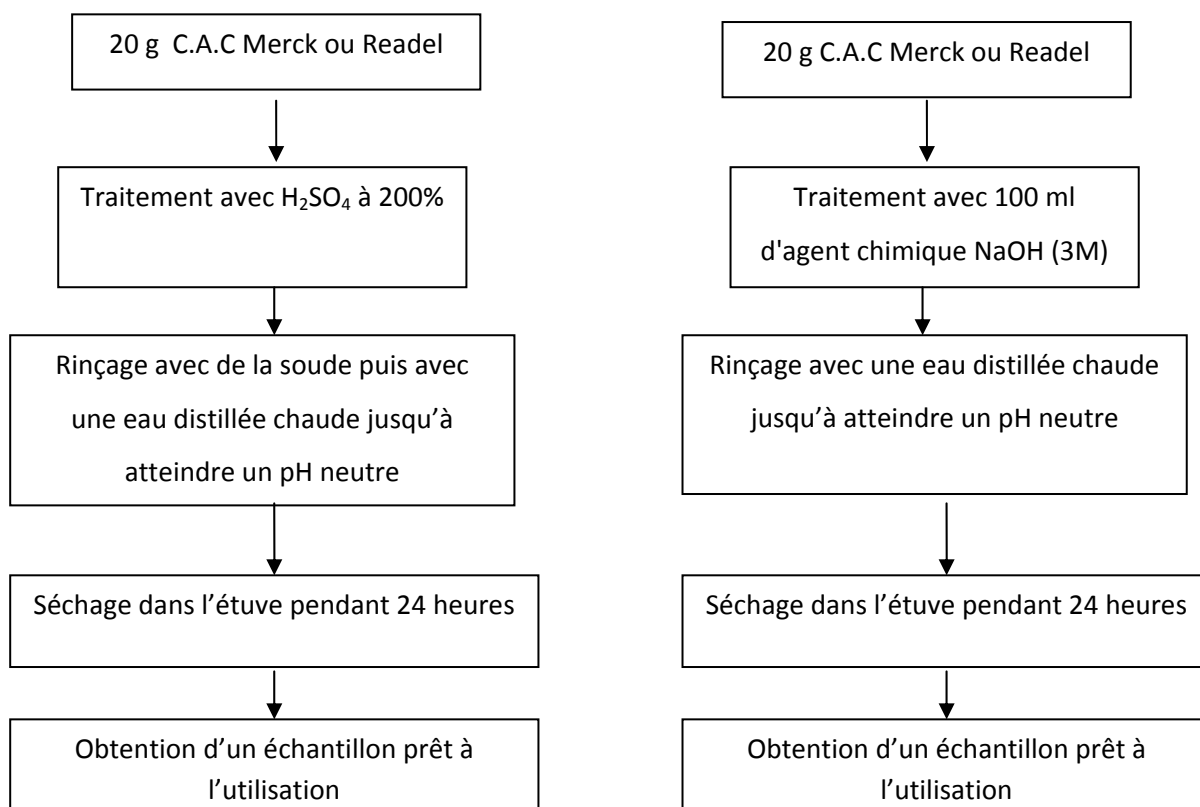 20 g C.A.C Merck ou Readel
Traitement avec H₂SO₄ à 200%
Rinçage avec de la soude puis avec
une eau distillée chaude jusqu’à
atteindre un pH neutre
Séchage dans l’étuve pendant 24 heures
Obtention d’un échantillon prêt à
l’utilisation
20 g C.A.C Merck ou Readel
Traitement avec 100 ml
d'agent chimique NaOH (3M)
Rinçage avec une eau distillée chaude
jusqu’à atteindre un pH neutre
Séchage dans l’étuve pendant 24 heures
Obtention d’un échantillon prêt à
l’utilisation